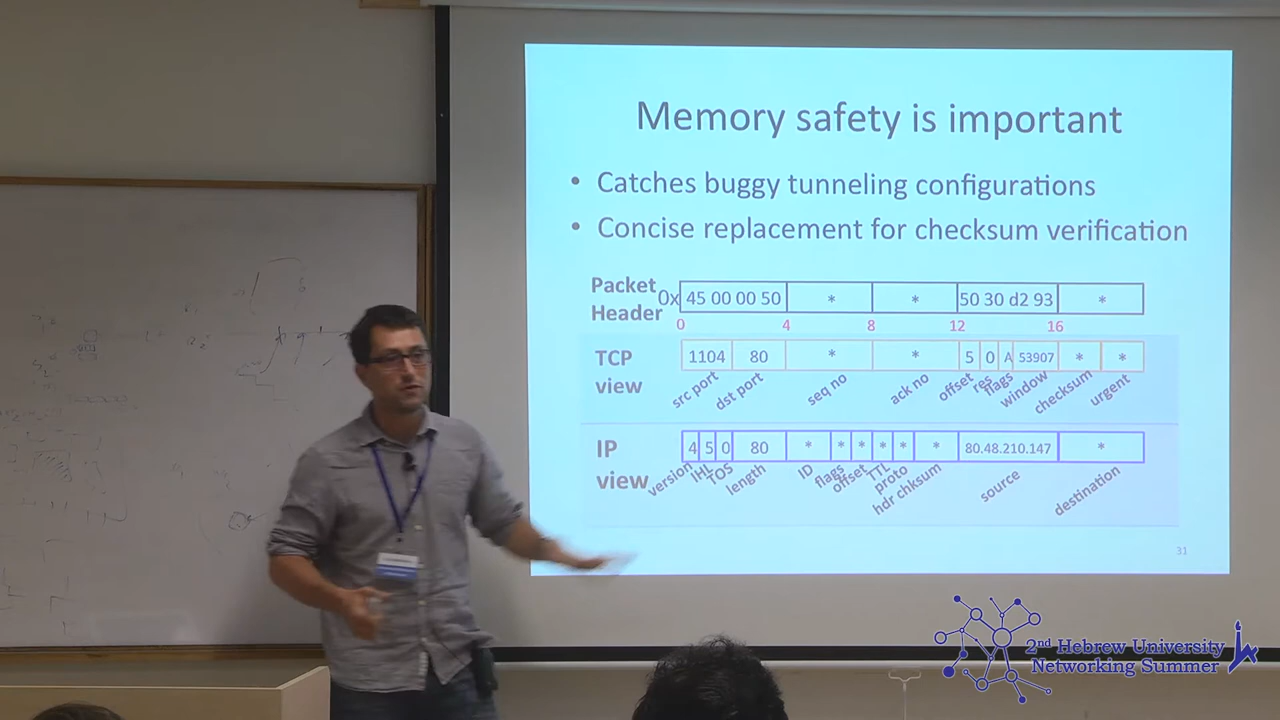 Memory safety is important
• Catches buggy tunneling configurations
• Concise replacement for checksum verification
Packet Header 0x 45 00 00 50 * * 50 30 d2 93 *
0 4 8 12 16
TCP view 1104 80 * * 5 0 A 53907 * *
src port dst port seq no ack no offset res flags window checksum urgent
IP view 4 5 0 80 * * * * * * 80.48.210.147 *
version IHL TOS length ID flags offset TTL proto hdr chksum source destination
31
2nd Hebrew University
Networking Summer